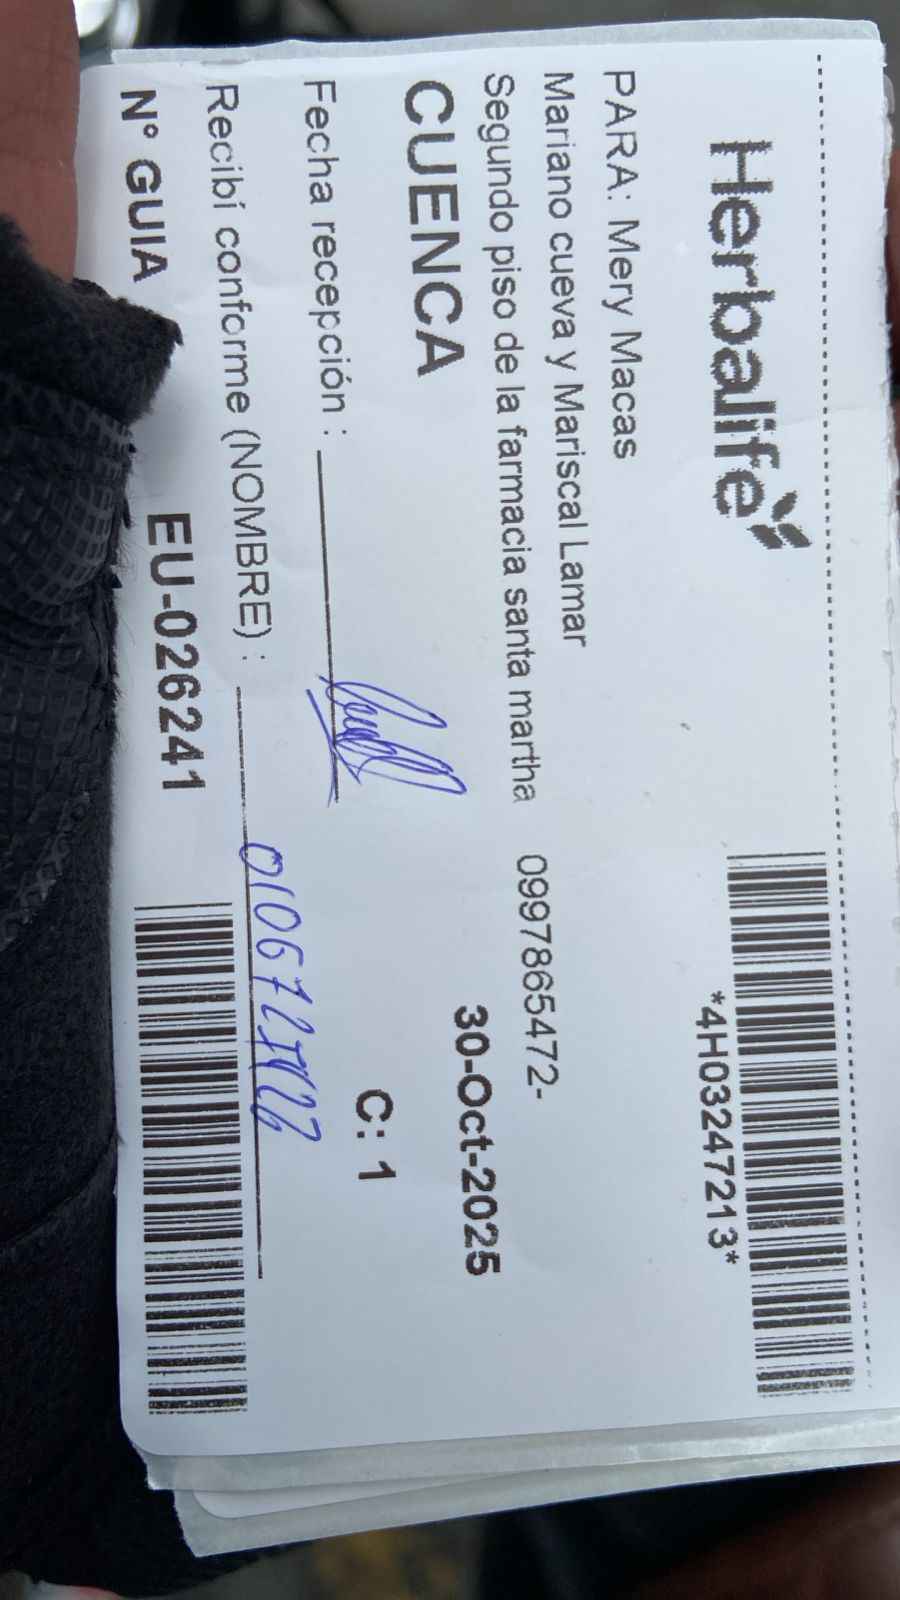 Herbalife
*4H03247213*
PARA: Mery Macas
Mariano cueva y Mariscal Lamar
Segundo piso de la farmacia santa martha 0997865472-
CUENCA 30-Oct-2025
Fecha recepción :
C: 1
Recibí conforme (NOMBRE) :
N° GUIA EU-026241